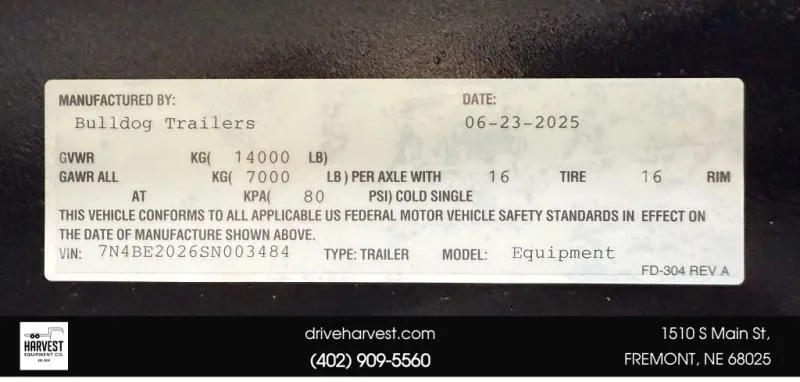 MANUFACTURED BY: DATE:
Bulldog Trailers 06-23-2025
GVWR KG( 14000 LB)
GAWR ALL KG( 7000 LB) PER AXLE WITH 16 TIRE 16 RIM
AT KPA( 80 PSI) COLD SINGLE
THIS VEHICLE CONFORMS TO ALL APPLICABLE US FEDERAL MOTOR VEHICLE SAFETY STANDARDS IN EFFECT ON
THE DATE OF MANUFACTURE SHOWN ABOVE.
VIN: 7N4BE2026SN003484 TYPE: TRAILER MODEL: Equipment
FD-304 REV A
HARVEST
EQUIPMENT CO.
driveharvest.com
(402) 909-5560
1510 S Main St,
FREMONT, NE 68025